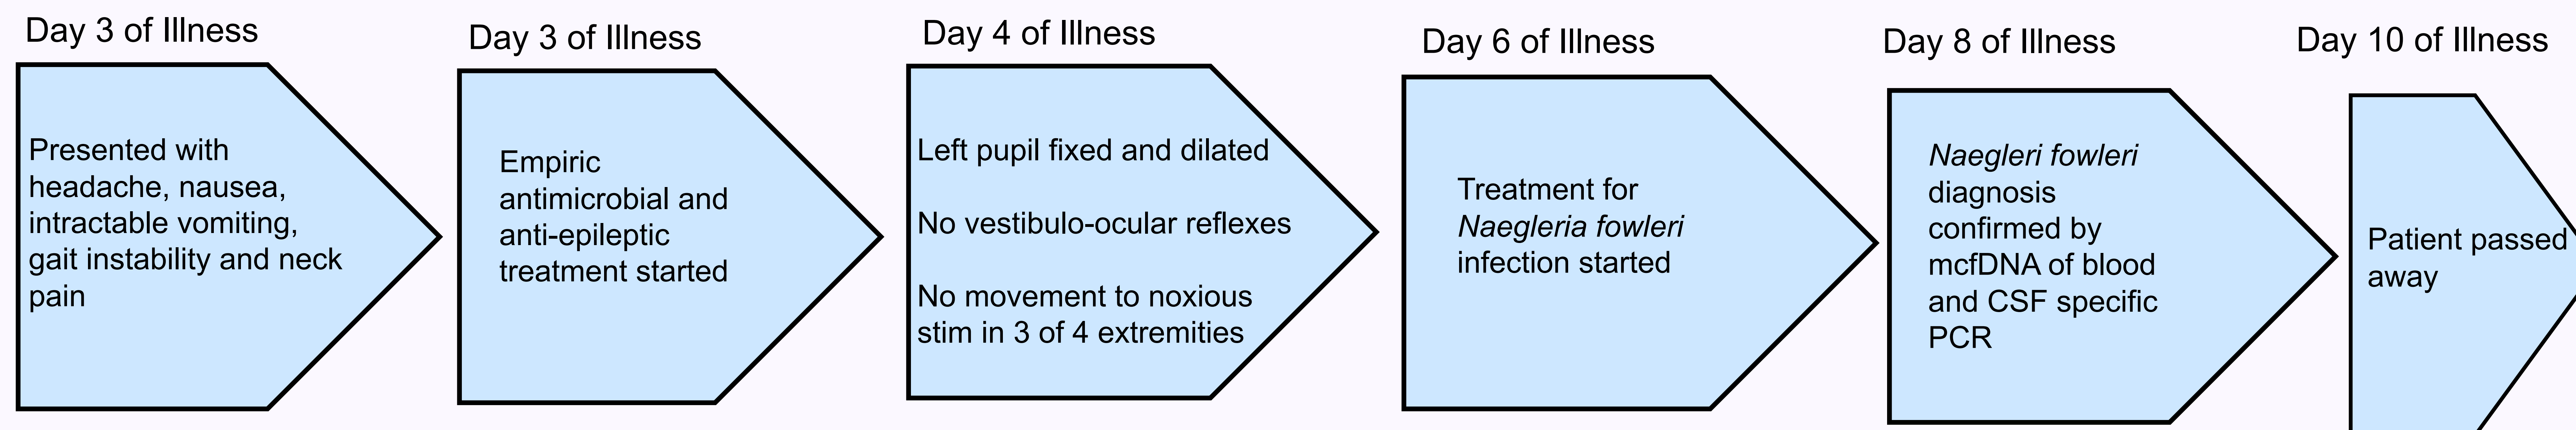 Day 3 of Illness
Presented with
headache, nausea,
intractable vomiting,
gait instability and neck
pain
Day 3 of Illness
Empiric
antimicrobial and
anti-epileptic
treatment started
Day 4 of Illness
Left pupil fixed and dilated
No vestibulo-ocular reflexes
No movement to noxious
stim in 3 of 4 extremities
Day 6 of Illness
Treatment for
Naegleria fowleri
infection started
Day 8 of Illness
Naegleri fowleri
diagnosis
confirmed by
mcfDNA of blood
and CSF specific
PCR
Day 10 of Illness
Patient passed
away